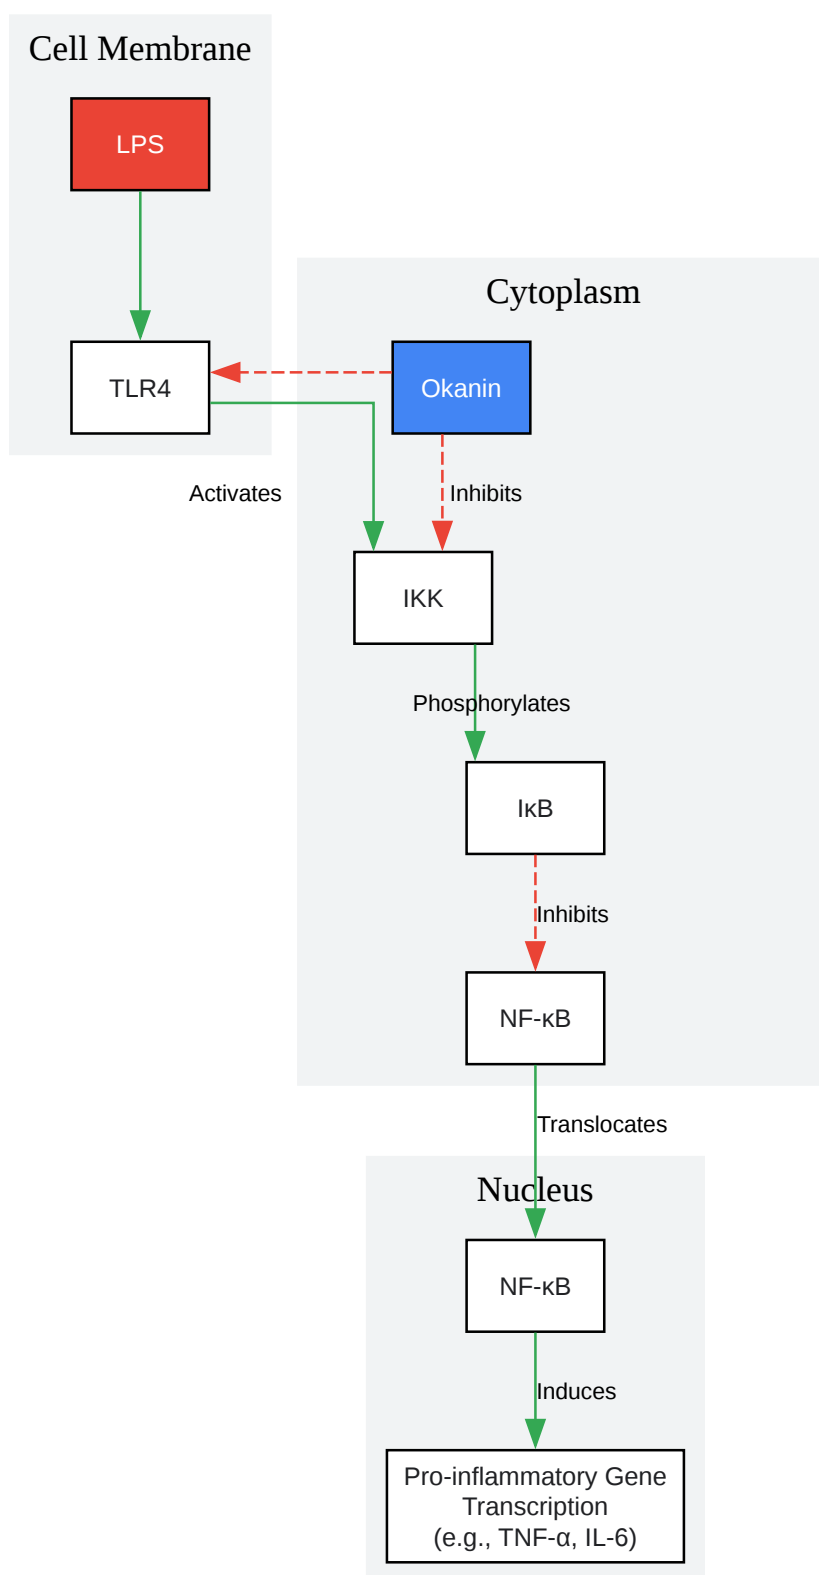 Cell Membrane
LPS
Cytoplasm
TLR4
Okanin
Activates
Inhibits
IKK
Phosphorylates
IκB
Inhibits
NF-κB
Translocates
Nucleus
NF-κB
Induces
Pro-inflammatory Gene
Transcription
(e.g., TNF-α, IL-6)